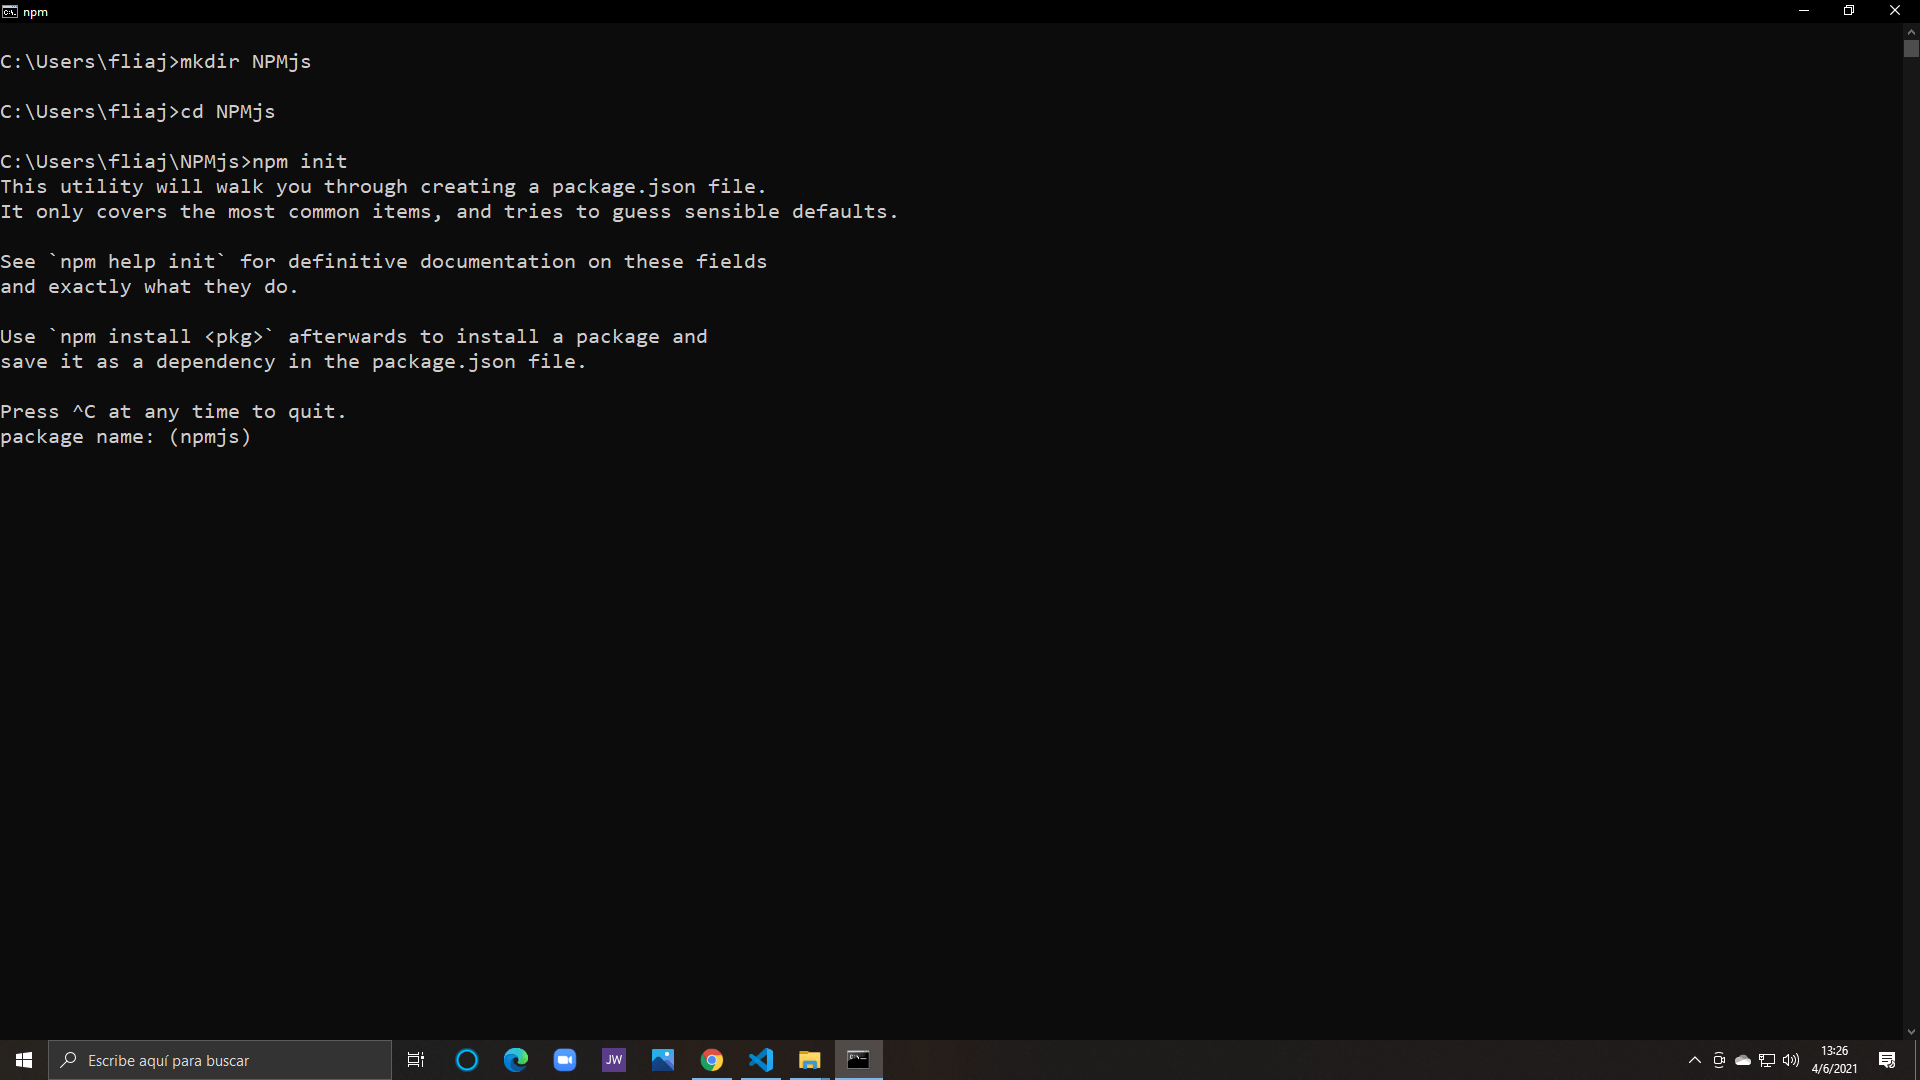 npm
C:\Users\fliaj>mkdir NPMjs
C:\Users\fliaj>cd NPMjs
C:\Users\fliaj\NPMjs>npm init
This utility will walk you through creating a package.json file.
It only covers the most common items, and tries to guess sensible defaults.
See `npm help init` for definitive documentation on these fields
and exactly what they do.
Use `npm install <pkg>` afterwards to install a package and
save it as a dependency in the package.json file.
Press ^C at any time to quit.
package name: (npmjs)
Escribe aquí para buscar
JW
13:26
4/6/2021